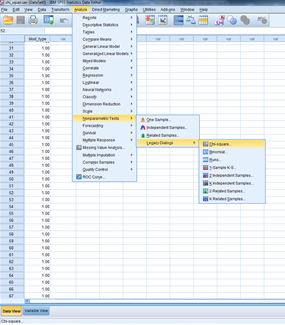 chi_square.sav [DataSet1] - IBM SPSS Statistics Data Editor
File Edit View Data Transform Analyze Direct Marketing Graphs Utilities Add-ons Window Help
Reports
Descriptive Statistics
Tables
Compare Means
General Linear Model
Generalized Linear Models
Mixed Models
Correlate
Regression
Loglinear
Neural Networks
Classify
Dimension Reduction
Scale
Nonparametric Tests
Forecasting
Survival
Multiple Response
Missing Value Analysis...
Multiple Imputation
Complex Samples
Quality Control
ROC Curve...
One Sample...
Independent Samples...
Related Samples...
Legacy Dialogs
Chi-square...
Binomial...
Runs...
1-Sample K-S...
2 Independent Samples...
K Independent Samples...
2 Related Samples...
K Related Samples...
52
31 1.00
32 1.00
33 1.00
34 1.00
35 1.00
36 1.00
37 1.00
38 1.00
39 1.00
40 1.00
41 1.00
42 1.00
43 1.00
44 1.00
45 1.00
46 1.00
47 1.00
48 1.00
49 1.00
50 1.00
51 1.00
52 1.00
53 1.00
54 1.00
55 1.00
56 1.00
57 1.00
58 1.00
59 1.00
60 1.00
61 1.00
62 1.00
63 1.00
64 1.00
65 1.00
66 1.00
67 1.00
Data View Variable View
Chi-square...